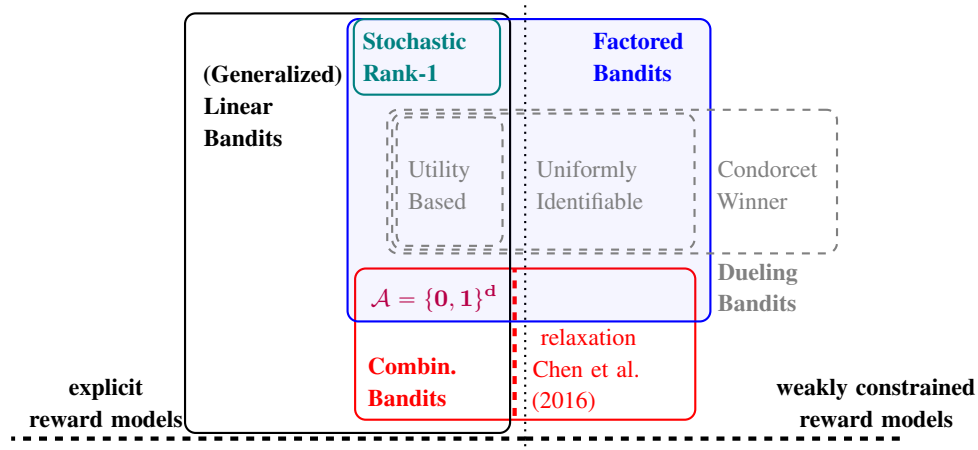 Stochastic
Rank-1
Factored
Bandits
(Generalized)
Linear
Bandits
Utility
Based
Uniformly
Identifiable
Condorcet
Winner
Dueling
Bandits
𝒜 = {0, 1}^d
relaxation
Chen et al.
(2016)
Combin.
Bandits
explicit
reward models
weakly constrained
reward models